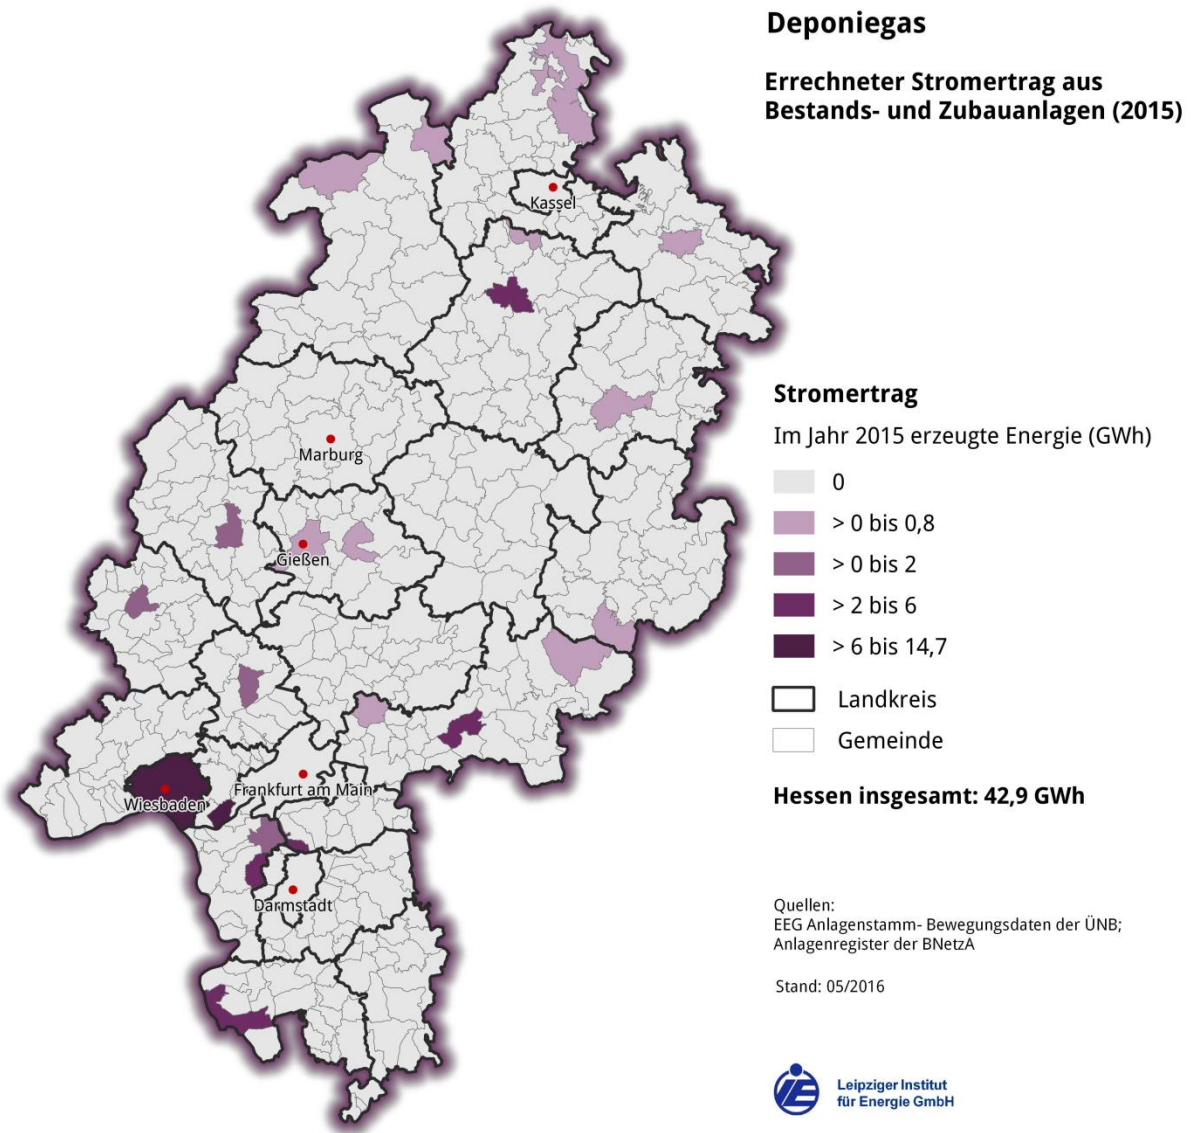 Deponiegas
Errechneter Stromertrag aus
Bestands- und Zubauanlagen (2015)
Kassel
Marburg
Gießen
Frankfurt am Main
Wiesbaden
Darmstadt
Stromertrag
Im Jahr 2015 erzeugte Energie (GWh)
0
> 0 bis 0,8
> 0 bis 2
> 2 bis 6
> 6 bis 14,7
Landkreis
Gemeinde
Hessen insgesamt: 42,9 GWh
Quellen:
EEG Anlagenstamm- Bewegungsdaten der ÜNB;
Anlagenregister der BNetzA
Stand: 05/2016
Leipziger Institut
für Energie GmbH